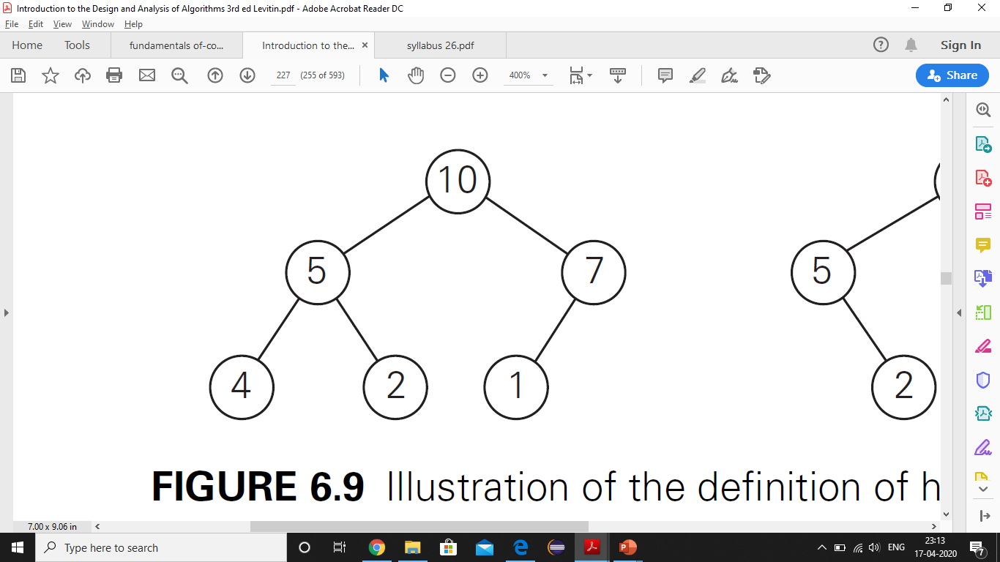 Introduction to the Design and Analysis of Algorithms 3rd ed Levitin.pdf - Adobe Acrobat Reader DC
File Edit View Window Help
Home Tools fundamentals of-co... Introduction to the... × syllabus 26.pdf ? Sign In
227 (255 of 593) 400% Share
10
5 7 5
4 2 1 2
FIGURE 6.9 Illustration of the definition of h
7.00 x 9.06 in
Type here to search ENG 23:13
17-04-2020 7